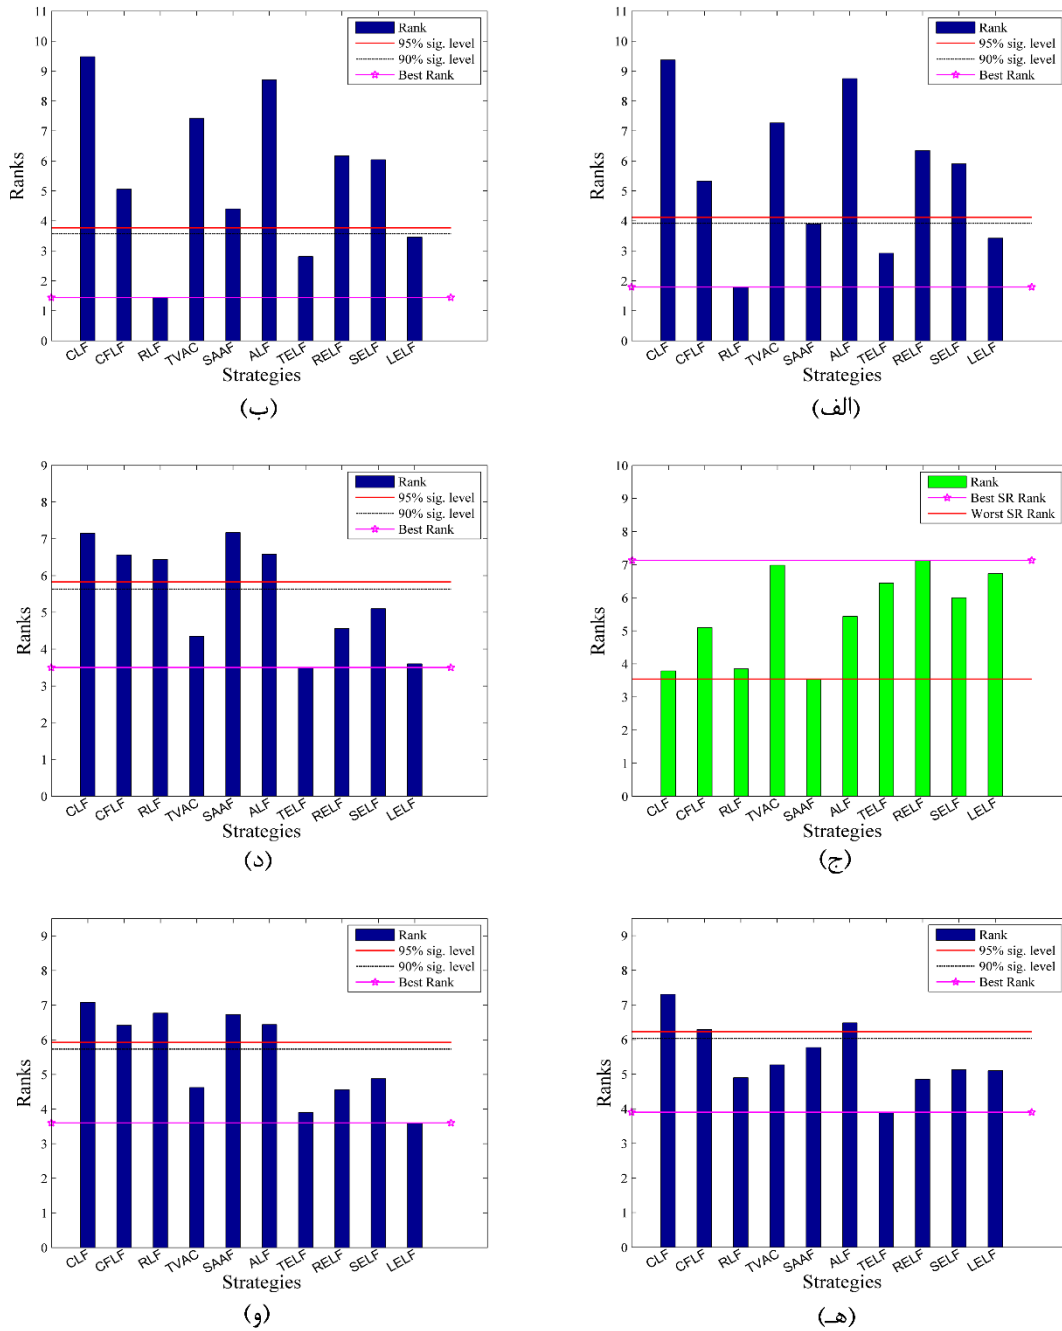 11
10
9
8
7
6
5
4
3
2
1
0
Ranks
Rank
95% sig. level
90% sig. level
Best Rank
CLF CFLF RLF TVAC SAAF ALF TELF RELF SELF LELF
Strategies
(ب)
11
10
9
8
7
6
5
4
3
2
1
0
Ranks
Rank
95% sig. level
90% sig. level
Best Rank
CLF CFLF RLF TVAC SAAF ALF TELF RELF SELF LELF
Strategies
(الف)
9
8
7
6
5
4
3
2
1
0
Ranks
Rank
95% sig. level
90% sig. level
Best Rank
CLF CFLF RLF TVAC SAAF ALF TELF RELF SELF LELF
Strategies
(د)
10
9
8
7
6
5
4
3
2
1
0
Ranks
Rank
Best SR Rank
Worst SR Rank
CLF CFLF RLF TVAC SAAF ALF TELF RELF SELF LELF
Strategies
(ج)
9
8
7
6
5
4
3
2
1
0
Ranks
Rank
95% sig. level
90% sig. level
Best Rank
CLF CFLF RLF TVAC SAAF ALF TELF RELF SELF LELF
Strategies
(و)
9
8
7
6
5
4
3
2
1
0
Ranks
Rank
95% sig. level
90% sig. level
Best Rank
CLF CFLF RLF TVAC SAAF ALF TELF RELF SELF LELF
Strategies
(هـ)